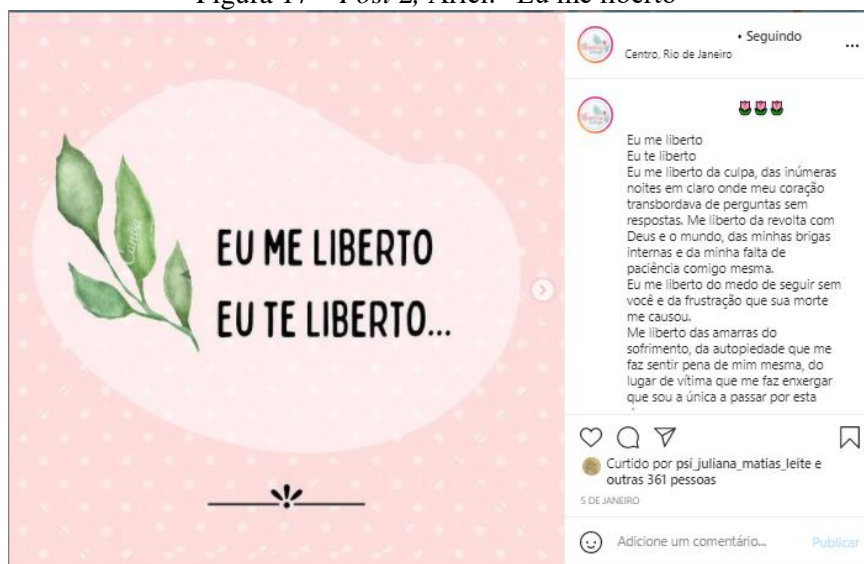 Figura 17 – Post 2, Ariel: "Eu me liberto"
EU ME LIBERTO
EU TE LIBERTO...
Canva
• Seguindo
Centro, Rio de Janeiro
Eu me liberto
Eu te liberto
Eu me liberto da culpa, das inúmeras
noites em claro onde meu coração
transbordava de perguntas sem
respostas. Me liberto da revolta com
Deus e o mundo, das minhas brigas
internas e da minha falta de
paciência comigo mesma.
Eu me liberto do medo de seguir sem
você e da frustração que sua morte
me causou.
Me liberto das amarras do
sofrimento, da autopiedade que me
faz sentir pena de mim mesma, do
lugar de vítima que me faz enxergar
que sou a única a passar por esta
Curtido por psi_juliana_matias_leite e
outras 361 pessoas
5 DE JANEIRO
Adicione um comentário...
Publicar